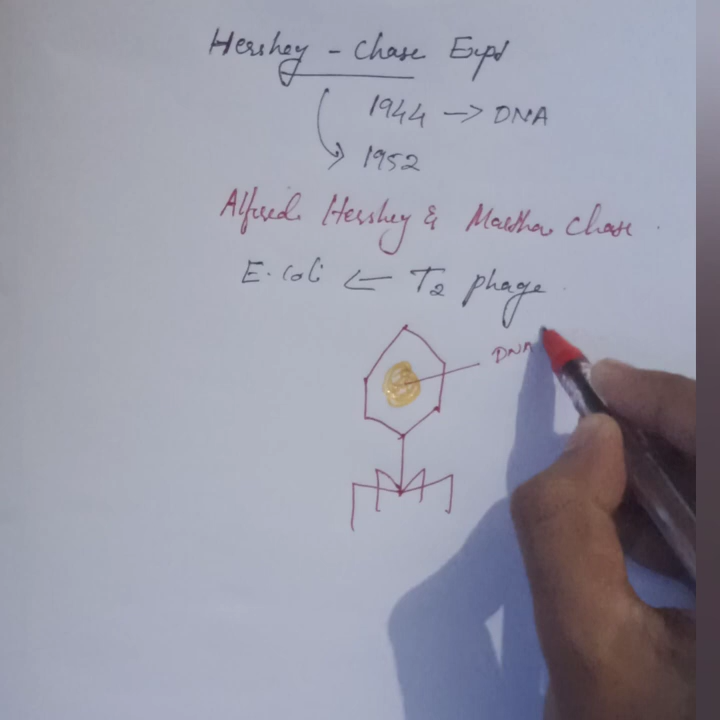 Hershey - Chase Expt
1944 → DNA
1952
Alfred Hershey & Martha Chase
E. coli ← T2 phage
DNA